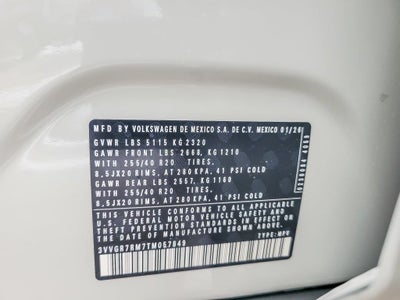 MFD BY VOLKSWAGEN DE MEXICO S.A. DE C.V. MEXICO 01/26
GVWR LBS 5115 KG 2320
GAWR FRONT LBS 2668, KG 1210
WITH 255/40 R20 TIRES.
8,5JX20 RIMS, AT 280 KPA, 41 PSI COLD
GAWR REAR LBS 2557, KG 1160
WITH 255/40 R20 TIRES.
8,5JX20 RIMS, AT 280 KPA, 41 PSI COLD
THIS VEHICLE CONFORMS TO ALL APPLICABLE
U.S. FEDERAL MOTOR VEHICLE SAFETY AND
THEFT PREVENTION STANDARDS IN EFFECT
ON THE DATE OF MANUFACTURE SHOWN ABOVE.
3VVGR7RM7TM067849
TYPE: MPV